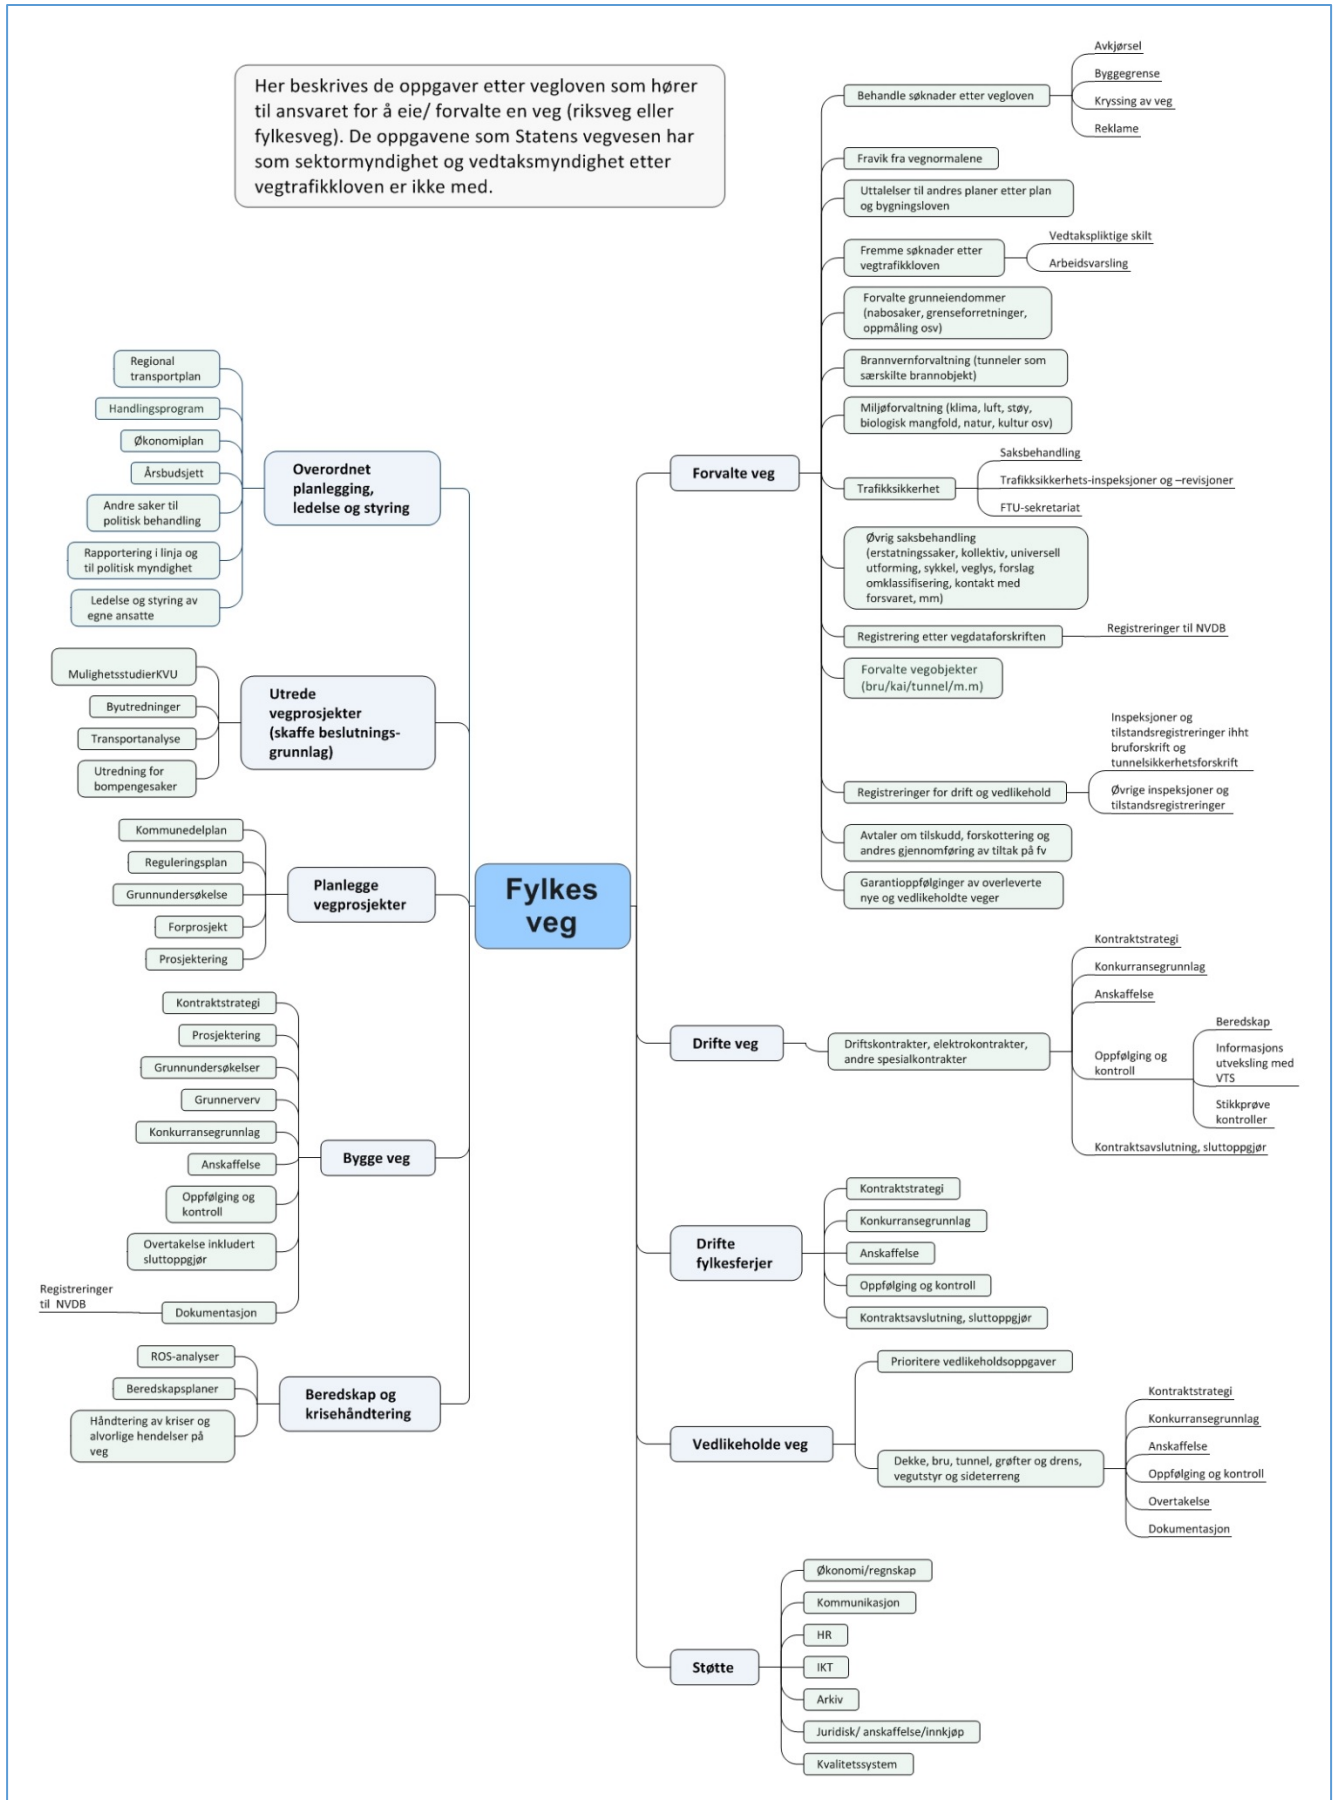 Her beskrives de oppgaver etter vegloven som hører
til ansvaret for å eie/ forvalte en veg (riksveg eller
fylkesveg). De oppgavene som Statens vegvesen har
som sektormyndighet og vedtaksmyndighet etter
vegtrafikkloven er ikke med.
Fylkes
veg
Overordnet
planlegging,
ledelse og styring
Regional
transportplan
Handlingsprogram
Økonomiplan
Årsbudsjett
Andre saker til
politisk behandling
Rapportering i linja og
til politisk myndighet
Ledelse og styring av
egne ansatte
Utrede
vegprosjekter
(skaffe beslutnings-
grunnlag)
MulighetsstudierKVU
Byutredninger
Transportanalyse
Utredning for
bompengesaker
Planlegge
vegprosjekter
Kommunedelplan
Reguleringsplan
Grunnundersøkelse
Forprosjekt
Prosjektering
Bygge veg
Kontraktstrategi
Prosjektering
Grunnundersøkelser
Grunnerverv
Konkurransegrunnlag
Anskaffelse
Oppfølging og
kontroll
Overtakelse inkludert
sluttoppgjør
Dokumentasjon
Registreringer
til NVDB
Beredskap og
krisehåndtering
ROS-analyser
Beredskapsplaner
Håndtering av kriser og
alvorlige hendelser på
veg
Forvalte veg
Behandle søknader etter vegloven
Avkjørsel
Byggegrense
Kryssing av veg
Reklame
Fravik fra vegnormalene
Uttalelser til andres planer etter plan
og bygningsloven
Fremme søknader etter
vegtrafikkloven
Vedtakspliktige skilt
Arbeidsvarsling
Forvalte grunneiendommer
(nabosaker, grenseforretninger,
oppmåling osv)
Brannvernforvaltning (tunneler som
særskilte brannobjekt)
Miljøforvaltning (klima, luft, støy,
biologisk mangfold, natur, kultur osv)
Trafikksikkerhet
Saksbehandling
Trafikksikkerhets-inspeksjoner og –revisjoner
FTU-sekretariat
Øvrig saksbehandling
(erstatningssaker, kollektiv, universell
utforming, sykkel, veglys, forslag
omklassifisering, kontakt med
forsvaret, mm)
Registrering etter vegdataforskriften
Registreringer til NVDB
Forvalte vegobjekter
(bru/kai/tunnel/m.m)
Registreringer for drift og vedlikehold
Inspeksjoner og
tilstandsregistreringer ihht
bruforskrift og
tunnelsikkerhetsforskrift
Øvrige inspeksjoner og
tilstandsregistreringer
Avtaler om tilskudd, forskottering og
andres gjennomføring av tiltak på fv
Garantioppfølginger av overleverte
nye og vedlikeholdte veger
Drifte veg
Driftskontrakter, elektrokontrakter,
andre spesialkontrakter
Kontraktstrategi
Konkurransegrunnlag
Anskaffelse
Oppfølging og
kontroll
Beredskap
Informasjons
utveksling med
VTS
Stikkprøve
kontroller
Kontraktsavslutning, sluttoppgjør
Drifte
fylkesferjer
Kontraktstrategi
Konkurransegrunnlag
Anskaffelse
Oppfølging og kontroll
Kontraktsavslutning, sluttoppgjør
Vedlikeholde veg
Prioritere vedlikeholdsoppgaver
Dekke, bru, tunnel, grøfter og drens,
vegutstyr og sideterreng
Kontraktstrategi
Konkurransegrunnlag
Anskaffelse
Oppfølging og kontroll
Overtakelse
Dokumentasjon
Støtte
Økonomi/regnskap
Kommunikasjon
HR
IKT
Arkiv
Juridisk/ anskaffelse/innkjøp
Kvalitetssystem